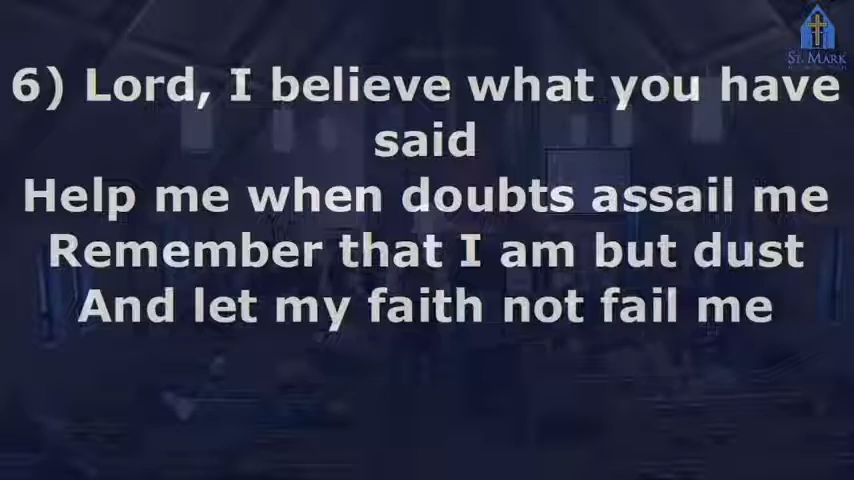 6) Lord, I believe what you have
said
Help me when doubts assail me
Remember that I am but dust
And let my faith not fail me
ST. MARK